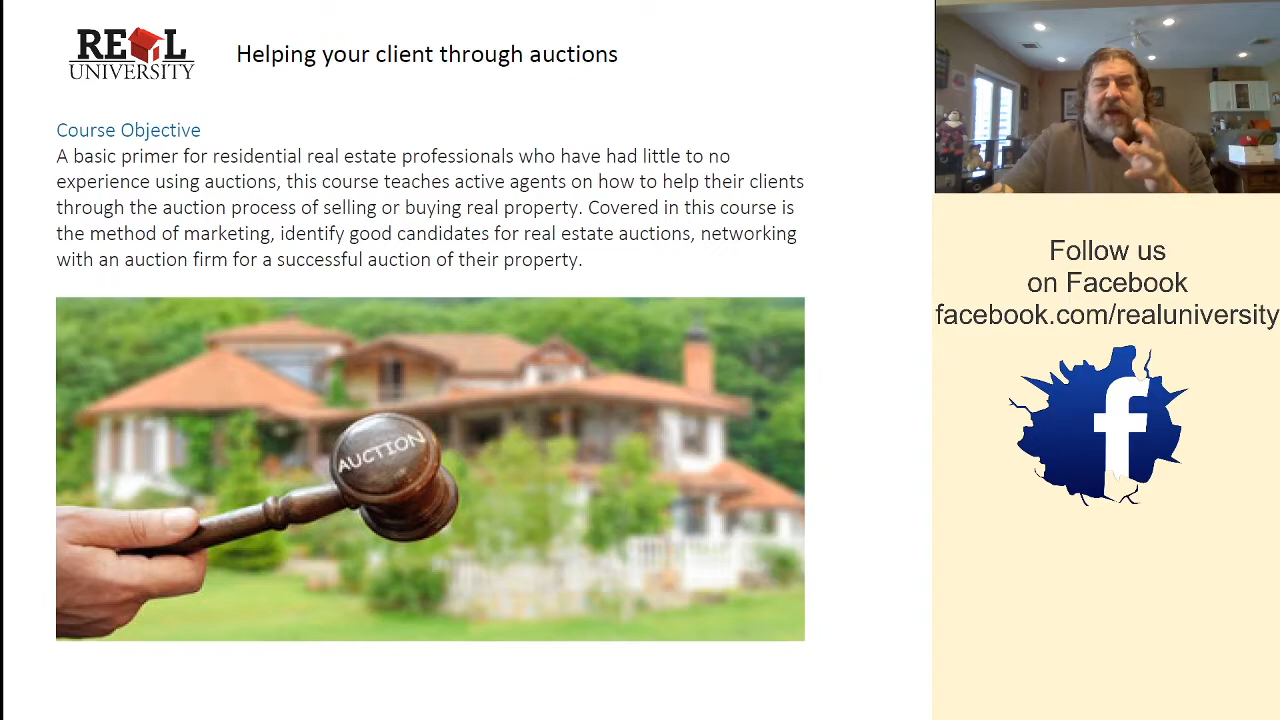 REAL
UNIVERSITY
Helping your client through auctions
Course Objective
A basic primer for residential real estate professionals who have had little to no
experience using auctions, this course teaches active agents on how to help their clients
through the auction process of selling or buying real property. Covered in this course is
the method of marketing, identify good candidates for real estate auctions, networking
with an auction firm for a successful auction of their property.
AUCTION
Follow us
on Facebook
facebook.com/realuniversity
f